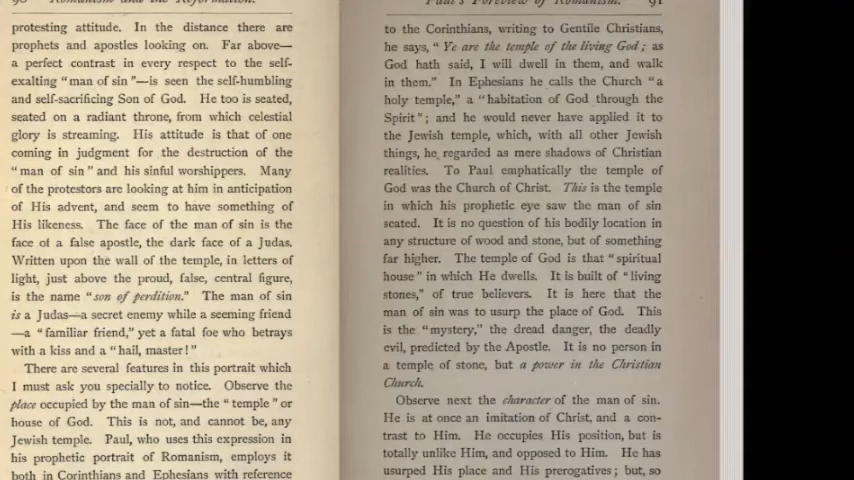 90 Romanism and the Reformation.
protesting attitude. In the distance there are
prophets and apostles looking on. Far above—
a perfect contrast in every respect to the self-
exalting "man of sin"—is seen the self-humbling
and self-sacrificing Son of God. He too is seated,
seated on a radiant throne, from which celestial
glory is streaming. His attitude is that of one
coming in judgment for the destruction of the
"man of sin" and his sinful worshippers. Many
of the protestors are looking at him in anticipation
of His advent, and seem to have something of
His likeness. The face of the man of sin is the
face of a false apostle, the dark face of a Judas.
Written upon the wall of the temple, in letters of
light, just above the proud, false, central figure,
is the name "son of perdition." The man of sin
is a Judas—a secret enemy while a seeming friend
—a "familiar friend," yet a fatal foe who betrays
with a kiss and a "hail, master!"
There are several features in this portrait which
I must ask you specially to notice. Observe the
place occupied by the man of sin—the "temple" or
house of God. This is not, and cannot be, any
Jewish temple. Paul, who uses this expression in
his prophetic portrait of Romanism, employs it
both in Corinthians and Ephesians with reference
Paul's Foreview of Romanism. 91
to the Corinthians, writing to Gentile Christians,
he says, "Ye are the temple of the living God; as
God hath said, I will dwell in them, and walk
in them." In Ephesians he calls the Church "a
holy temple," a "habitation of God through the
Spirit"; and he would never have applied it to
the Jewish temple, which, with all other Jewish
things, he regarded as mere shadows of Christian
realities. To Paul emphatically the temple of
God was the Church of Christ. This is the temple
in which his prophetic eye saw the man of sin
seated. It is no question of his bodily location in
any structure of wood and stone, but of something
far higher. The temple of God is that "spiritual
house" in which He dwells. It is built of "living
stones," of true believers. It is here that the
man of sin was to usurp the place of God. This
is the "mystery," the dread danger, the deadly
evil, predicted by the Apostle. It is no person in
a temple of stone, but a power in the Christian
Church.
Observe next the character of the man of sin.
He is at once an imitation of Christ, and a con-
trast to Him. He occupies His position, but is
totally unlike Him, and opposed to Him. He has
usurped His place and His prerogatives; but, so